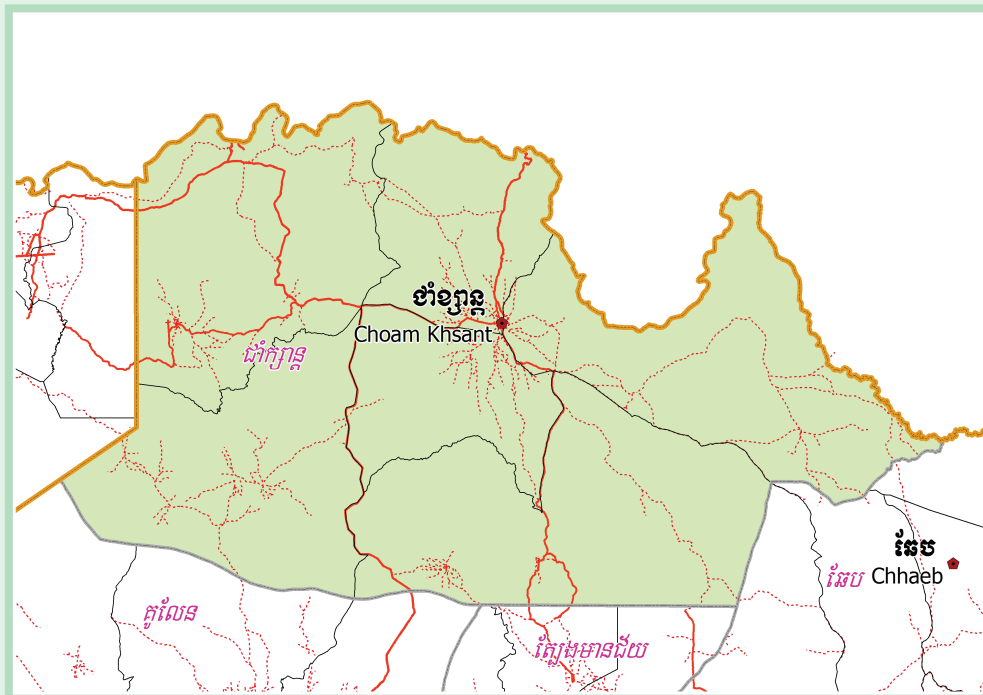 ជាំខ្សាន្ត
Choam Khsant
ជាំក្សាន្ត
ឆែប
ឆែប Chhaeb
គូលែន
ត្បែងមានជ័យ